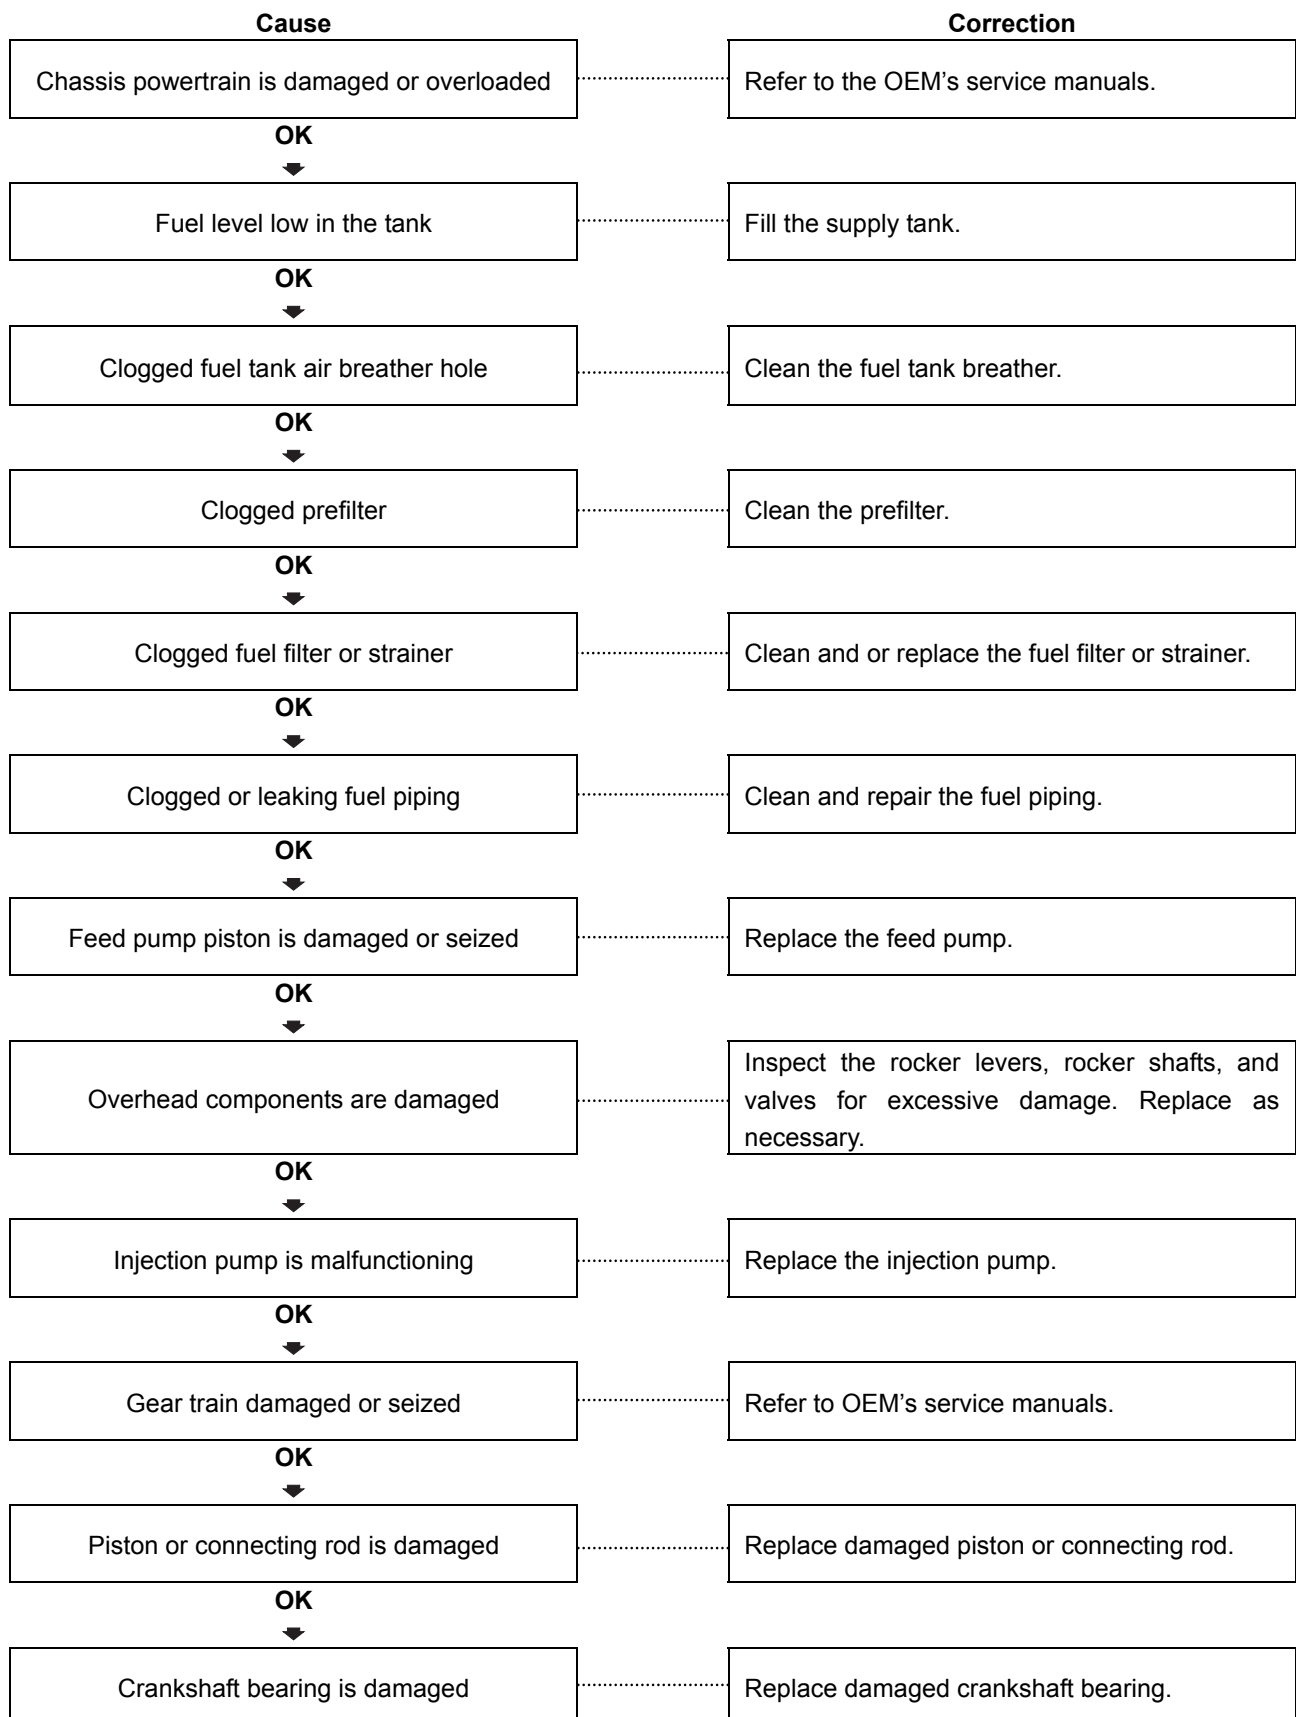 Cause Correction
Chassis powertrain is damaged or overloaded Refer to the OEM’s service manuals.
OK
Fuel level low in the tank Fill the supply tank.
OK
Clogged fuel tank air breather hole Clean the fuel tank breather.
OK
Clogged prefilter Clean the prefilter.
OK
Clogged fuel filter or strainer Clean and or replace the fuel filter or strainer.
OK
Clogged or leaking fuel piping Clean and repair the fuel piping.
OK
Feed pump piston is damaged or seized Replace the feed pump.
OK
Overhead components are damaged
Inspect the rocker levers, rocker shafts, and
valves for excessive damage. Replace as
necessary.
OK
Injection pump is malfunctioning Replace the injection pump.
OK
Gear train damaged or seized Refer to OEM’s service manuals.
OK
Piston or connecting rod is damaged Replace damaged piston or connecting rod.
OK
Crankshaft bearing is damaged Replace damaged crankshaft bearing.